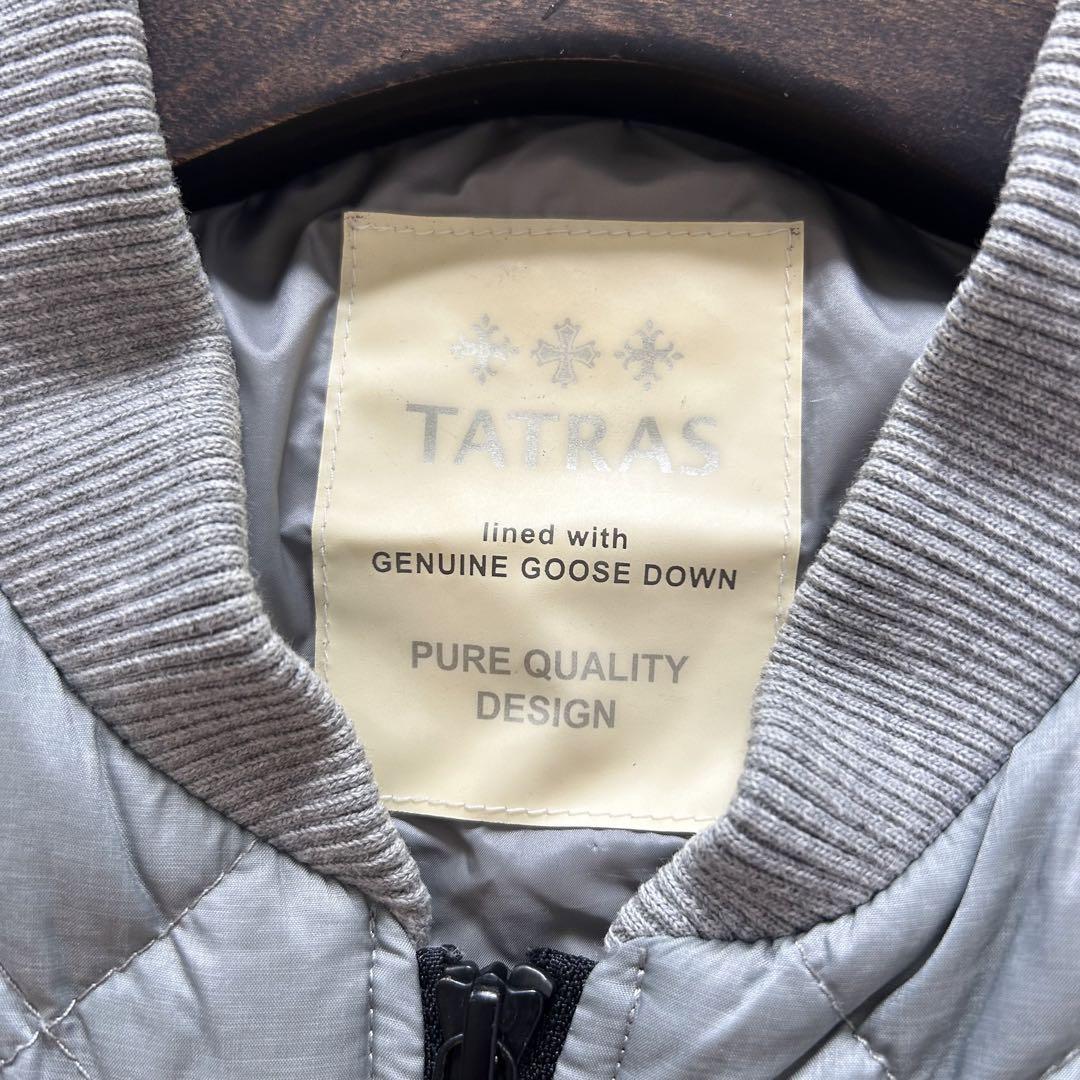 TATRAS
lined with
GENUINE GOOSE DOWN
PURE QUALITY
DESIGN